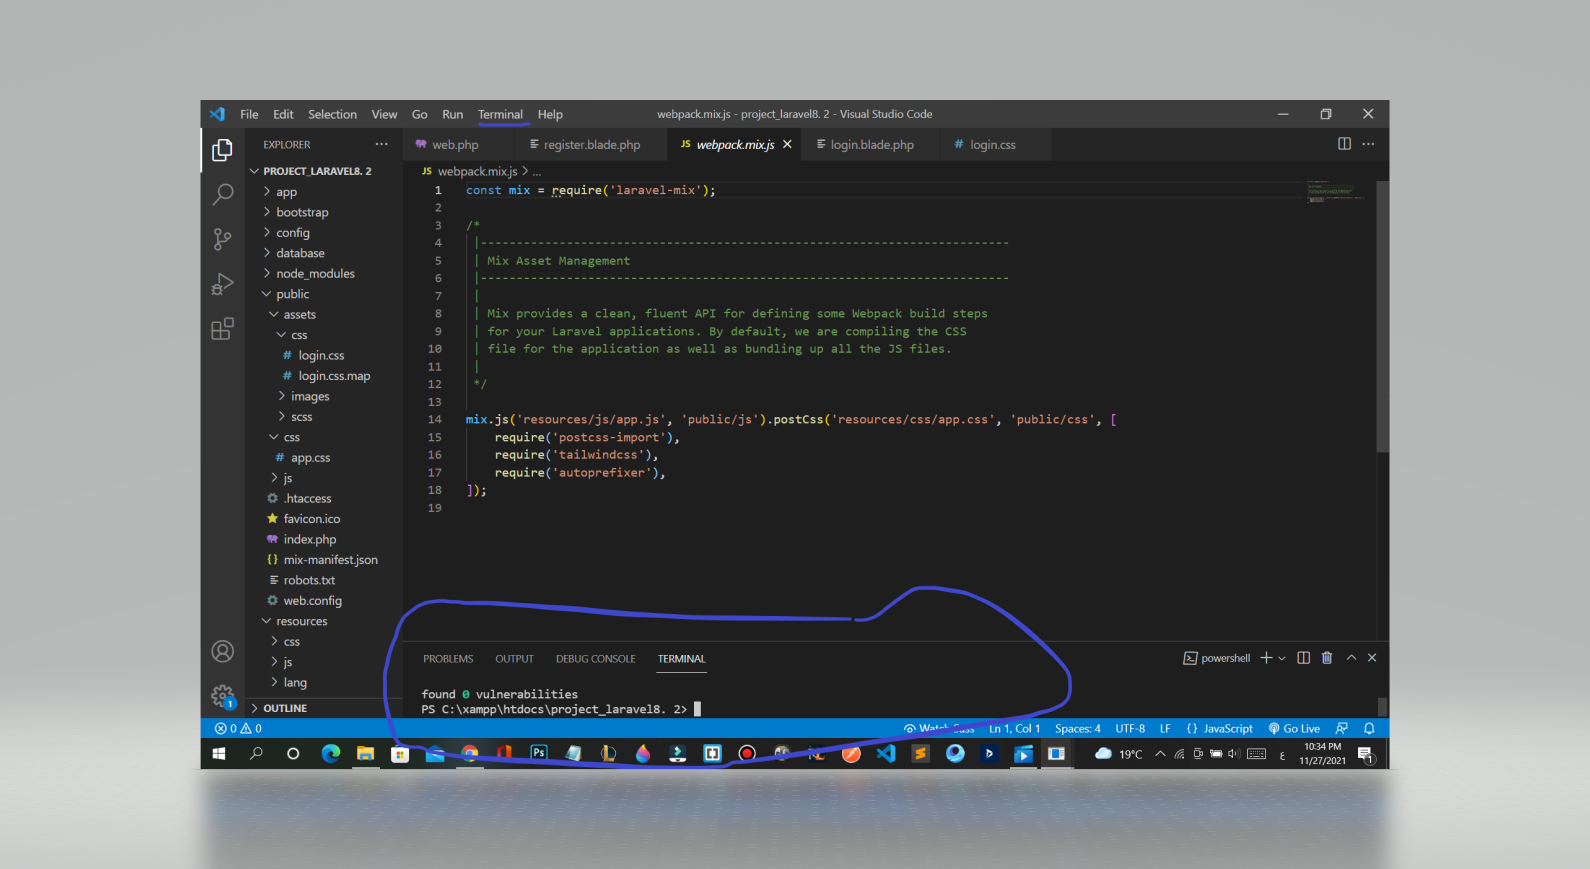 File Edit Selection View Go Run Terminal Help
webpack.mix.js - project_laravel8. 2 - Visual Studio Code
EXPLORER
PROJECT_LARAVEL8. 2
app
bootstrap
config
database
node_modules
public
assets
css
login.css
login.css.map
images
scss
css
app.css
js
.htaccess
favicon.ico
index.php
mix-manifest.json
robots.txt
web.config
resources
css
js
lang
OUTLINE
web.php register.blade.php JS webpack.mix.js login.blade.php # login.css
JS webpack.mix.js > ...
1 const mix = require('laravel-mix');
2
3 /*
4 |--------------------------------------------------------------------------
5 | Mix Asset Management
6 |--------------------------------------------------------------------------
7 |
8 | Mix provides a clean, fluent API for defining some Webpack build steps
9 | for your Laravel applications. By default, we are compiling the CSS
10 | file for the application as well as bundling up all the JS files.
11 |
12 */
13
14 mix.js('resources/js/app.js', 'public/js').postCss('resources/css/app.css', 'public/css', [
15 require('postcss-import'),
16 require('tailwindcss'),
17 require('autoprefixer'),
18 ]);
19
PROBLEMS OUTPUT DEBUG CONSOLE TERMINAL
powershell
found 0 vulnerabilities
PS C:\xampp\htdocs\project_laravel8. 2>
1
0 0
Ln 1, Col 1 Spaces: 4 UTF-8 LF {} JavaScript Go Live
Ps
19°C
ع
10:34 PM
11/27/2021
1